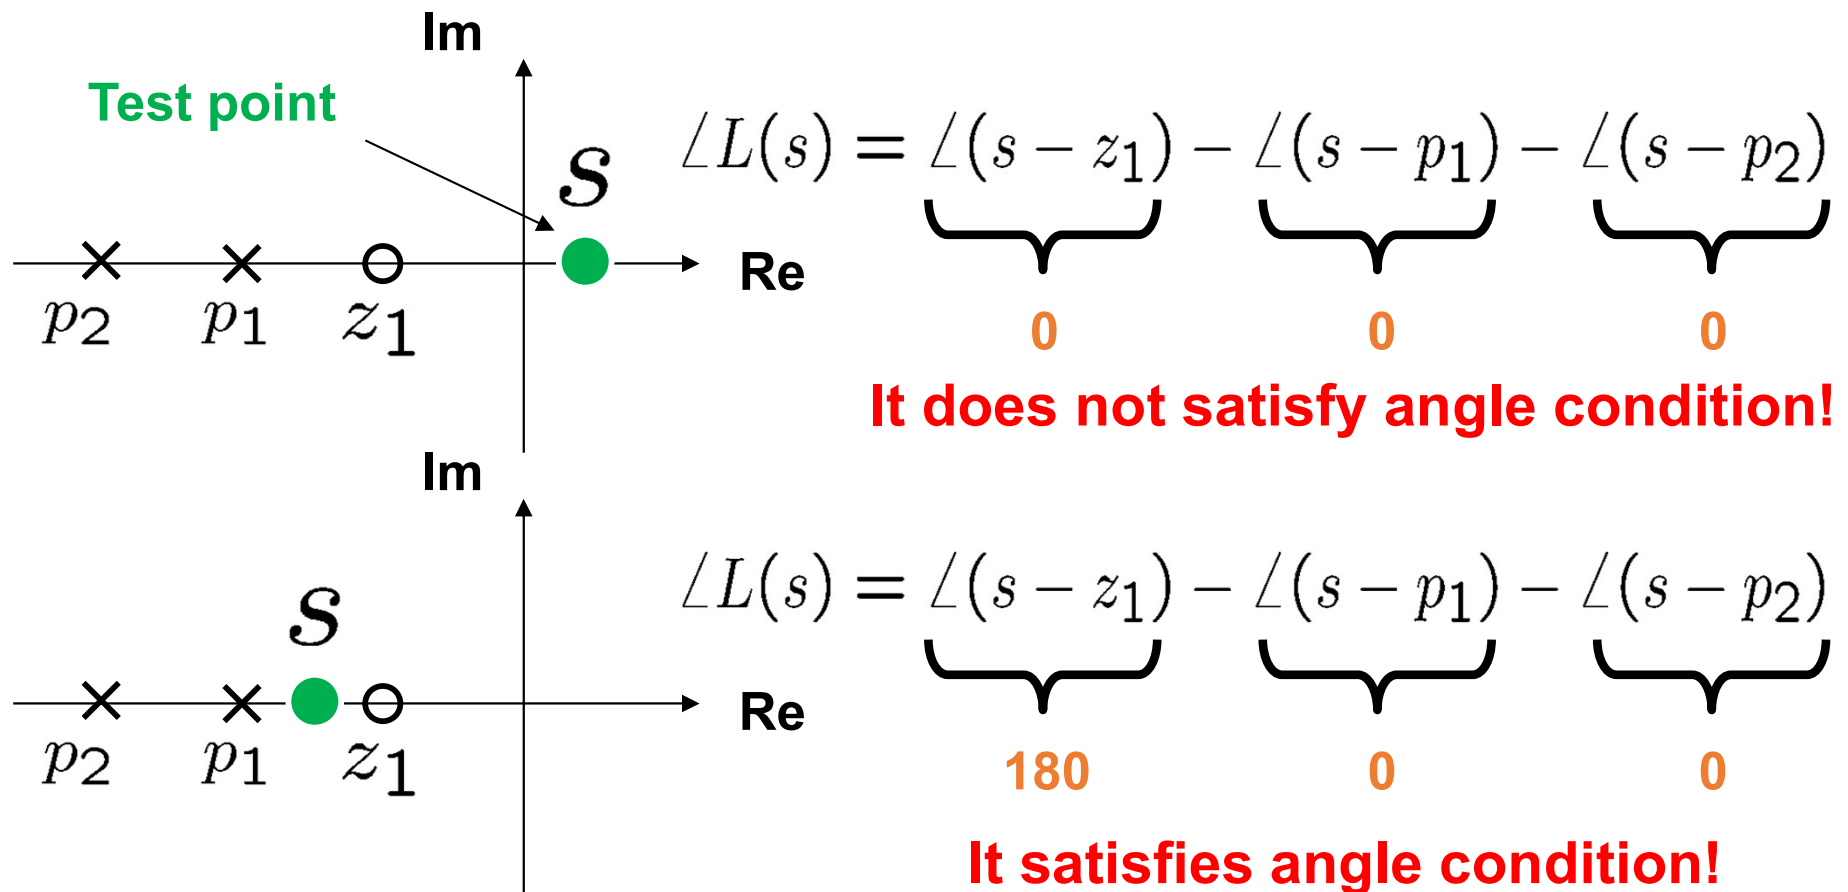 Im
Test point
s
∠L(s) = ∠(s − z₁) − ∠(s − p₁) − ∠(s − p₂)
Re
p₂ p₁ z₁
0 0 0
It does not satisfy angle condition!
Im
s
∠L(s) = ∠(s − z₁) − ∠(s − p₁) − ∠(s − p₂)
Re
p₂ p₁ z₁
180 0 0
It satisfies angle condition!